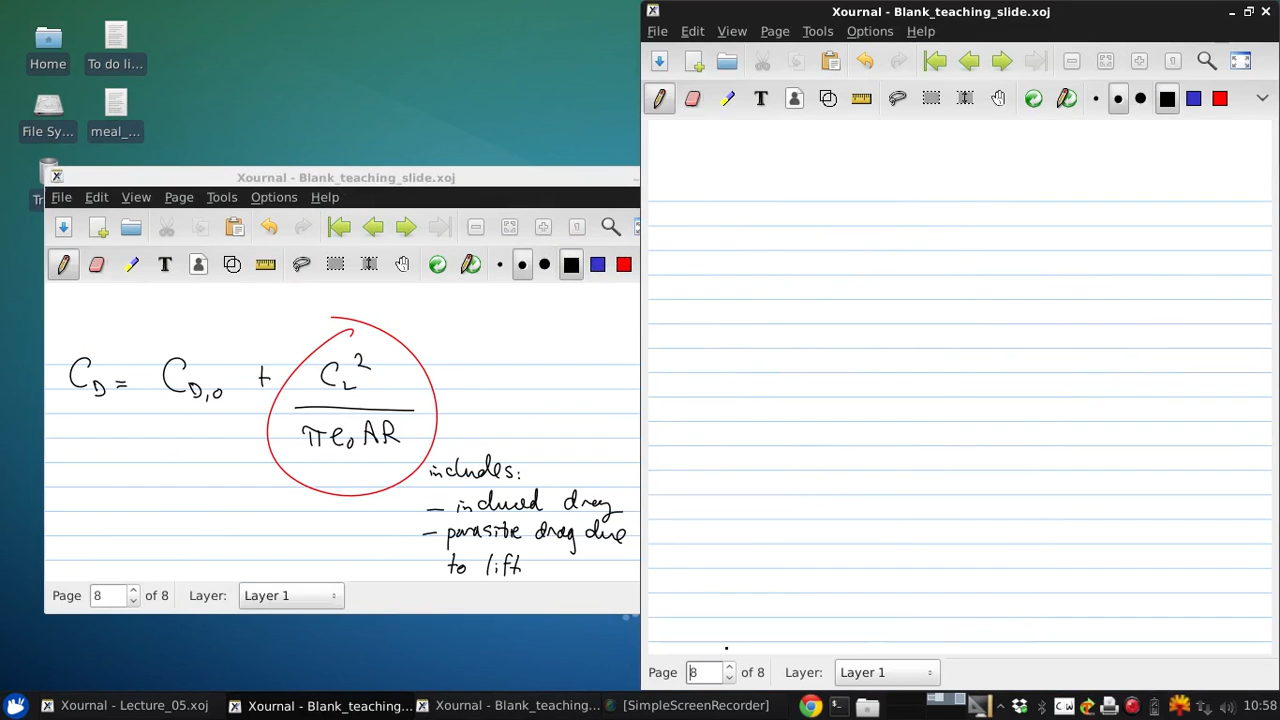 Xournal - Blank_teaching_slide.xoj
File Edit View Page Tools Options Help
Home
To do li...
File Sy...
meal_...
Tr
Xournal - Blank_teaching_slide.xoj
File Edit View Page Tools Options Help
C_D = C_{D,0} + C_L^2
πe_0 AR
includes:
- induced drag
- parasite drag due
to lift
Page 8 of 8 Layer: Layer 1
Page 8 of 8 Layer: Layer 1
Xournal - Lecture_05.xoj
Xournal - Blank_teaching...
Xournal - Blank_teaching...
[SimpleScreenRecorder]
10:58